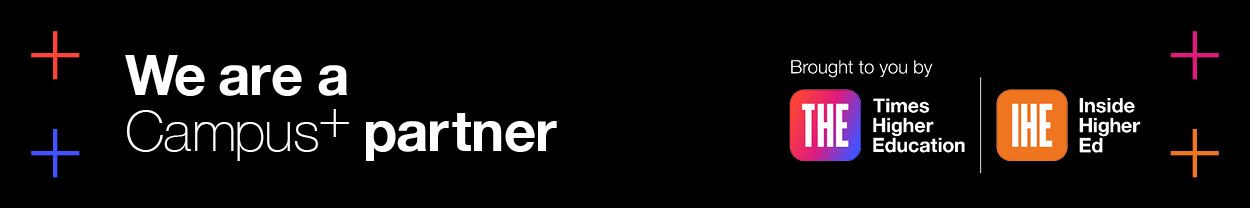 We are a
Campus+ partner
Brought to you by
THE
Times
Higher
Education
IHE
Inside
Higher
Ed